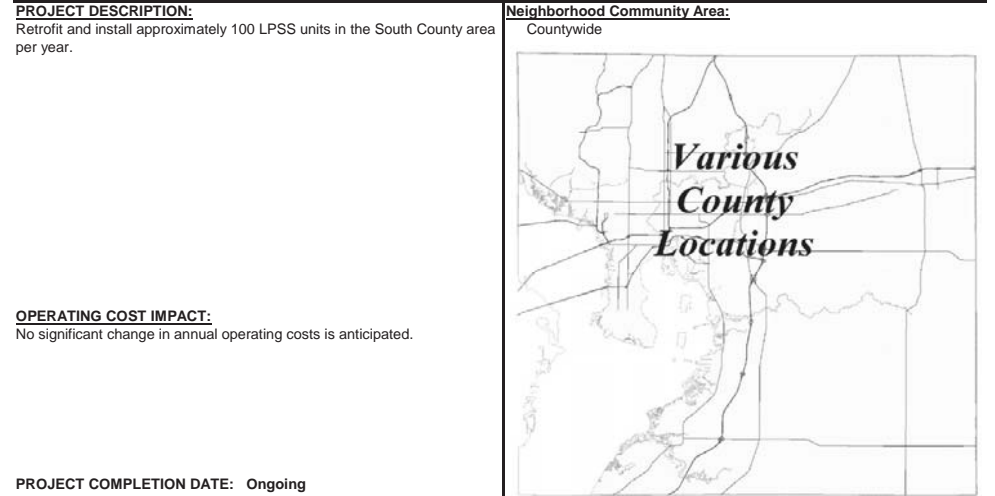 PROJECT DESCRIPTION:
Retrofit and install approximately 100 LPSS units in the South County area
per year.
OPERATING COST IMPACT:
No significant change in annual operating costs is anticipated.
PROJECT COMPLETION DATE: Ongoing
Neighborhood Community Area:
Countywide
Various
County
Locations